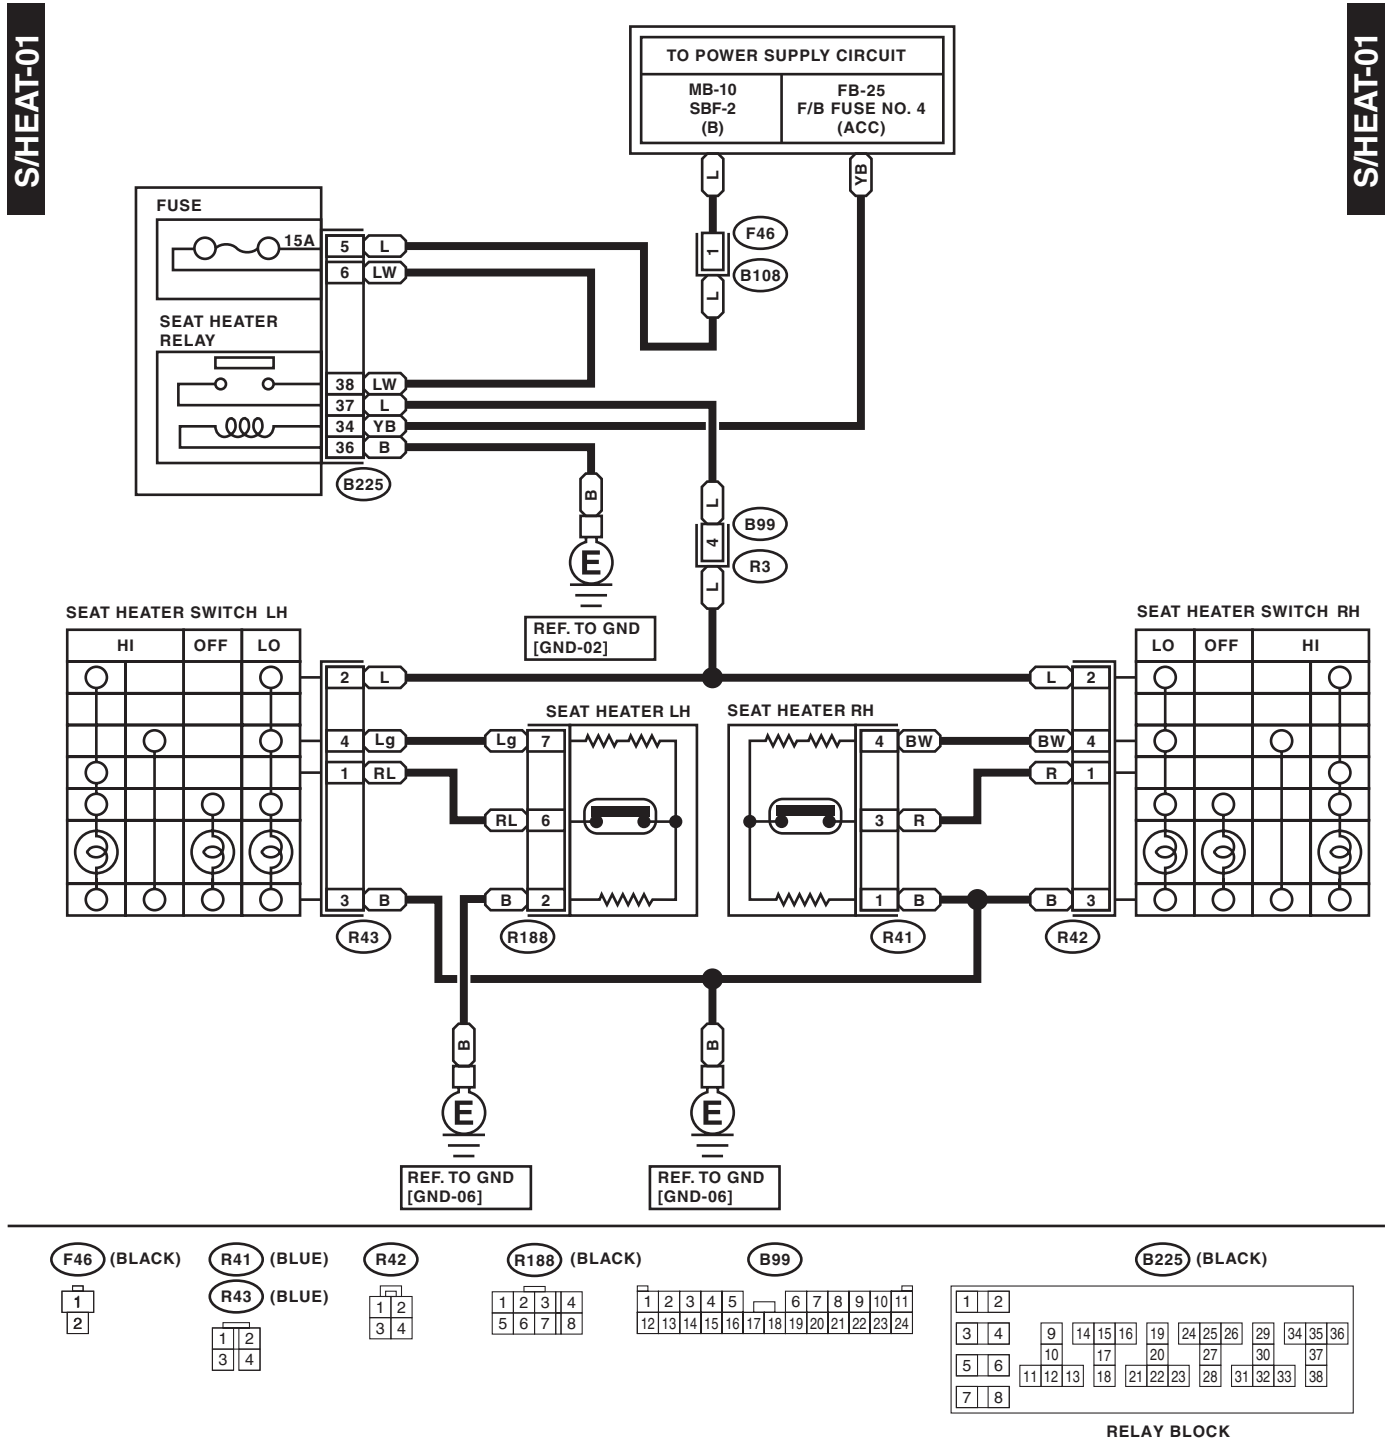 S/HEAT-01
S/HEAT-01
TO POWER SUPPLY CIRCUIT
MB-10
SBF-2
(B)
FB-25
F/B FUSE NO. 4
(ACC)
L
YB
FUSE
15A
5 L
6 LW
1
F46
B108
L
SEAT HEATER
RELAY
38 LW
37 L
34 YB
36 B
B225
B
E
REF. TO GND
[GND-02]
L
4
B99
R3
L
SEAT HEATER SWITCH LH
HI OFF LO
2 L
4 Lg
1 RL
3 B
R43
SEAT HEATER LH
Lg 7
RL 6
B 2
R188
SEAT HEATER RH
4 BW
3 R
1 B
R41
SEAT HEATER SWITCH RH
LO OFF HI
L 2
BW 4
R 1
B 3
R42
B
E
REF. TO GND
[GND-06]
B
E
REF. TO GND
[GND-06]
F46 (BLACK)
1
2
R41 (BLUE)
R43 (BLUE)
1 2
3 4
R42
1 2
3 4
R188 (BLACK)
1 2 3 4
5 6 7 8
B99
1 2 3 4 5 6 7 8 9 10 11
12 13 14 15 16 17 18 19 20 21 22 23 24
B225 (BLACK)
1 2
3 4 9 14 15 16 19 24 25 26 29 34 35 36
10 17 20 27 30 37
5 6 11 12 13 18 21 22 23 28 31 32 33 38
7 8
RELAY BLOCK